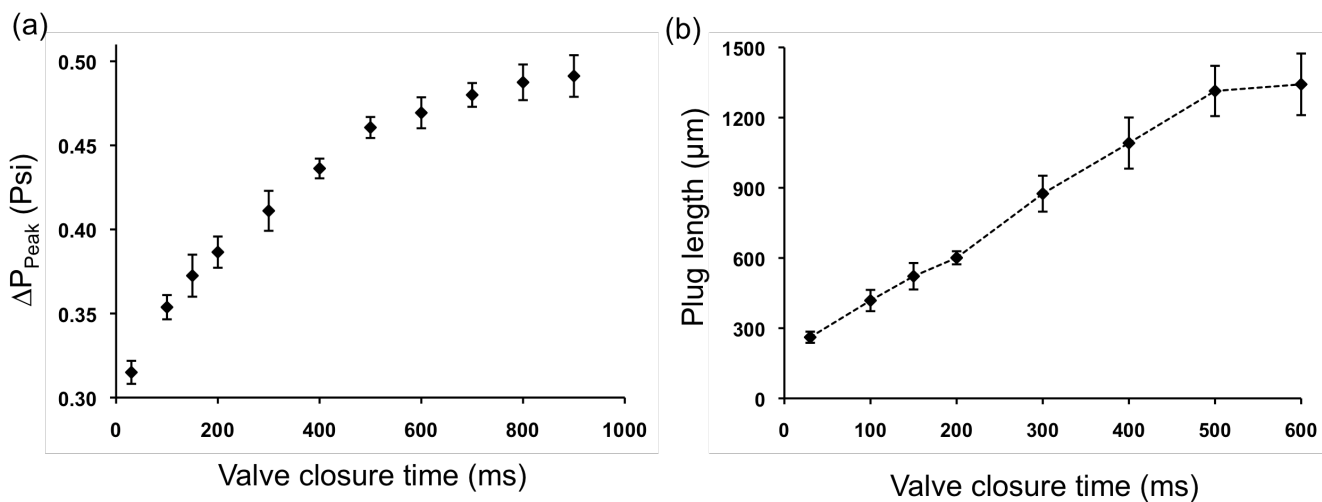 (a)
0.50
0.45
0.40
0.35
0.30
ΔP_Peak (Psi)
0 200 400 600 800 1000
Valve closure time (ms)
(b)
1500
1200
900
600
300
0
Plug length (μm)
0 100 200 300 400 500 600
Valve closure time (ms)